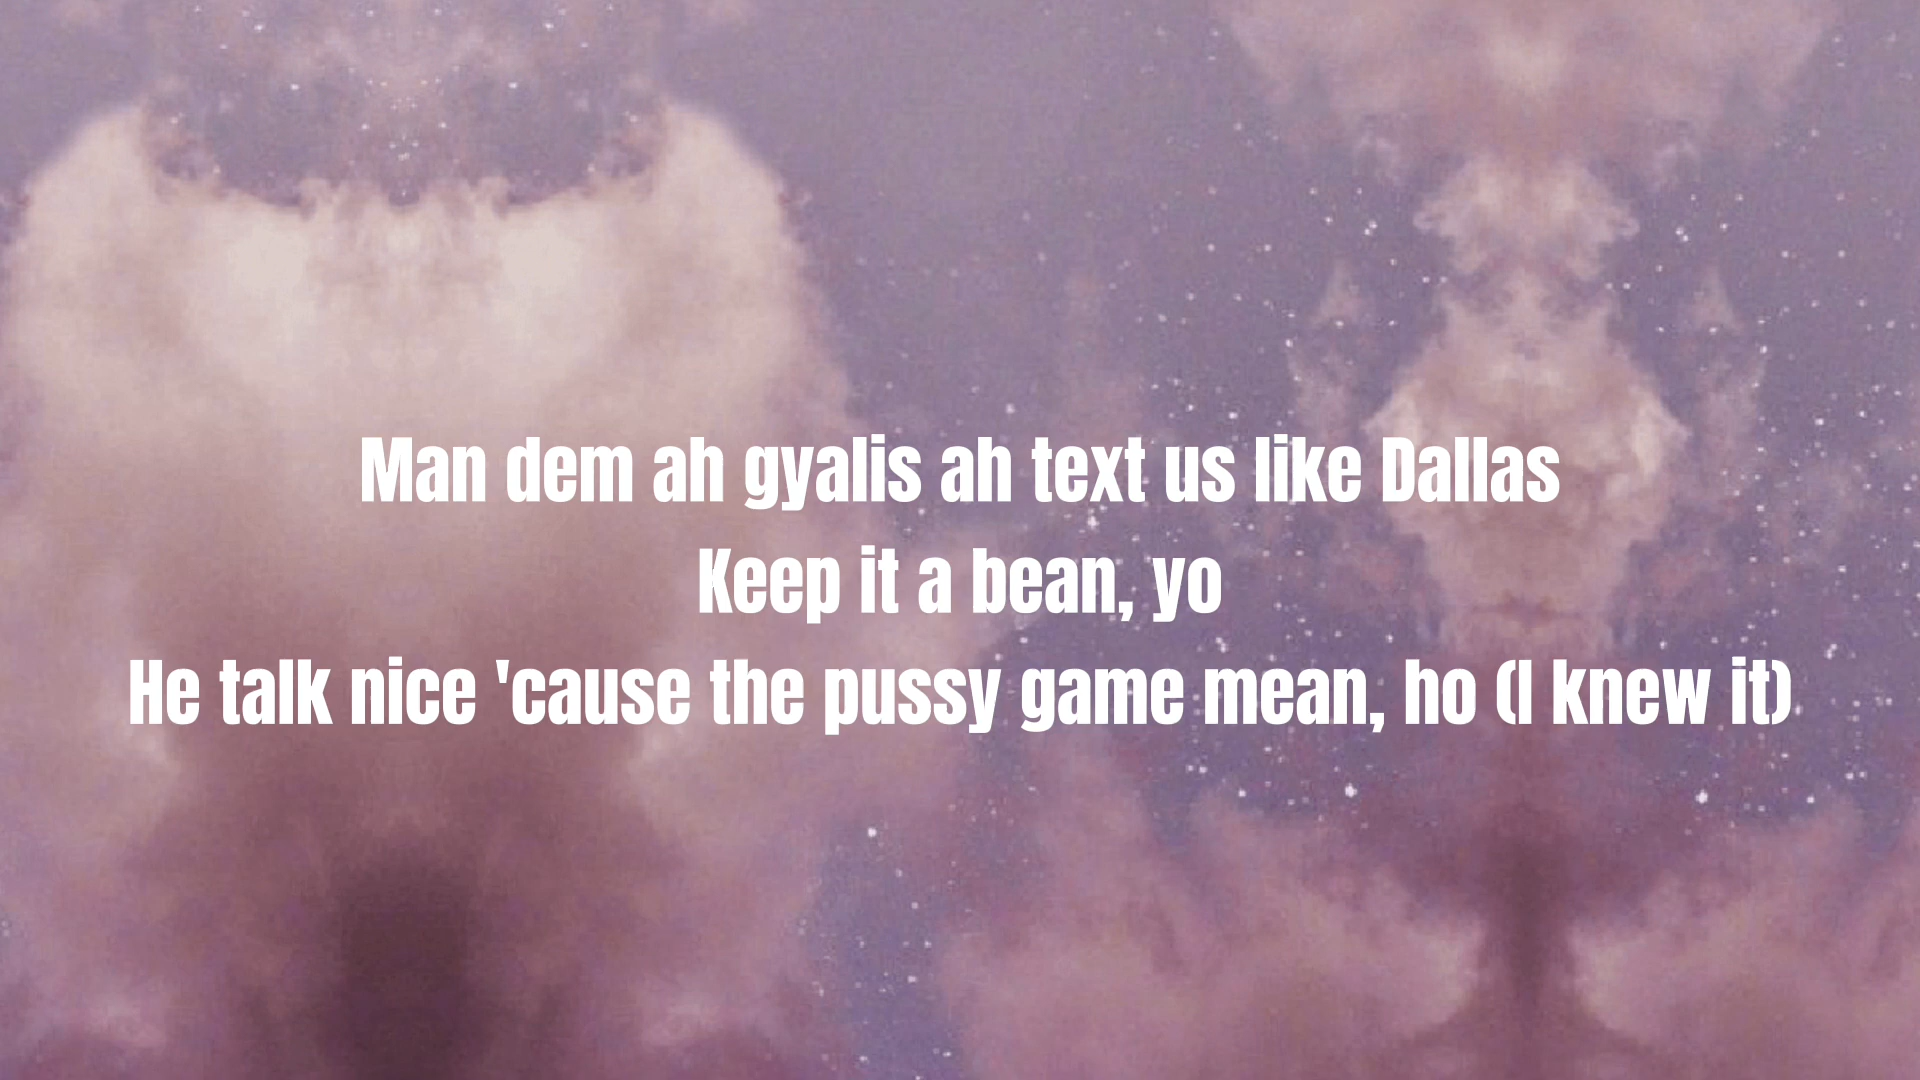 Man dem ah gyalis ah text us like Dallas
Keep it a bean, yo
He talk nice 'cause the pussy game mean, ho (I knew it)